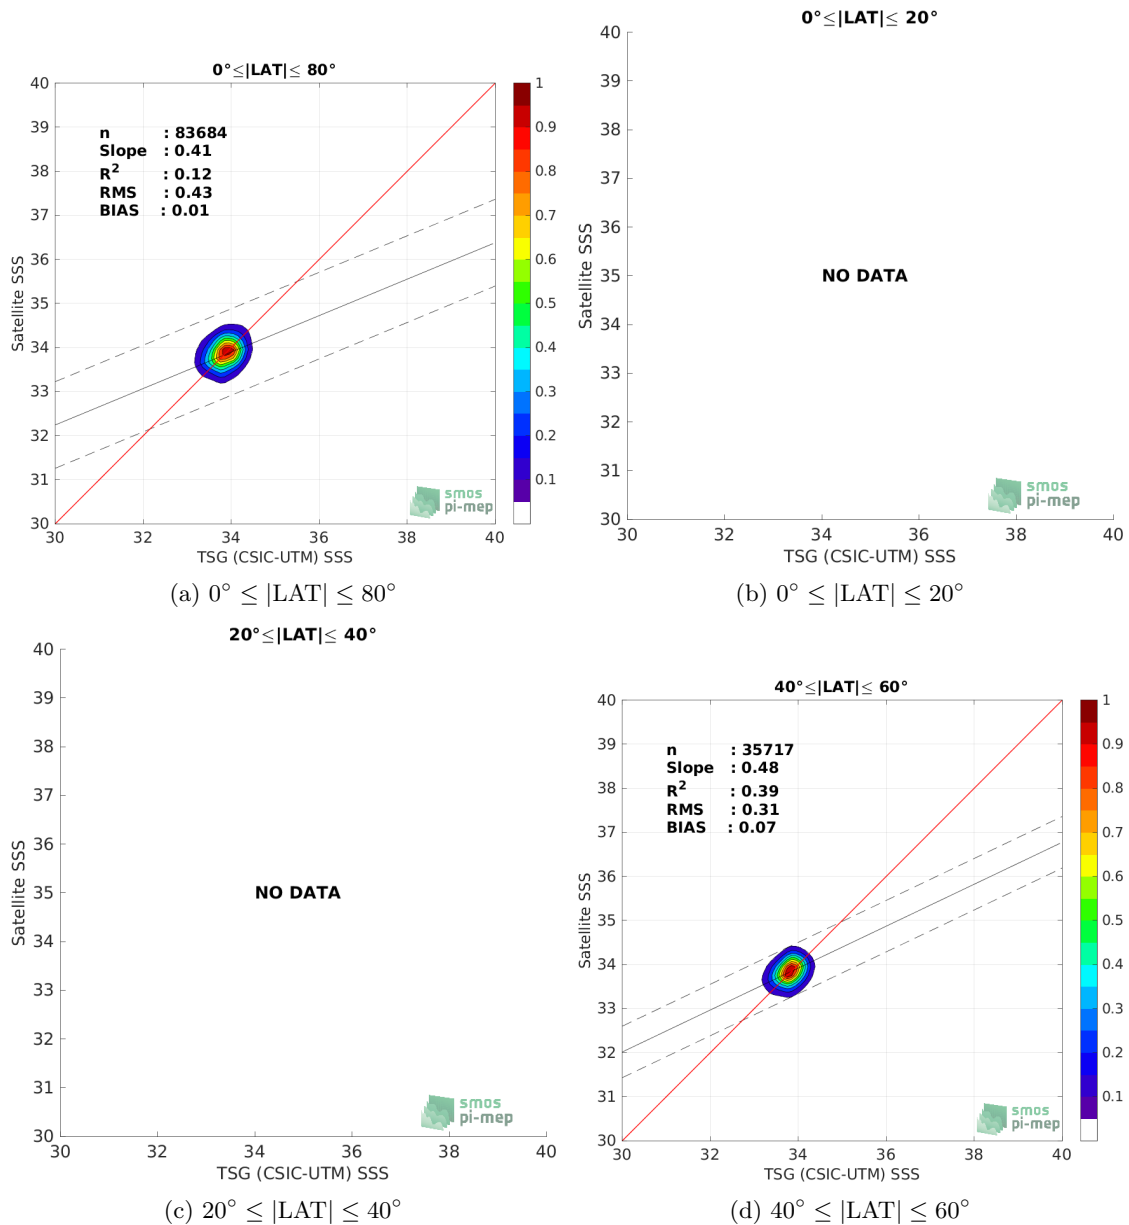 0°≤|LAT|≤ 80°
40
39
38
37
36
35
34
33
32
31
30
Satellite SSS
n : 83684
Slope : 0.41
R² : 0.12
RMS : 0.43
BIAS : 0.01
smos
pi-mep
30 32 34 36 38 40
TSG (CSIC-UTM) SSS
1
0.9
0.8
0.7
0.6
0.5
0.4
0.3
0.2
0.1
(a) 0° ≤ |LAT| ≤ 80°
0°≤|LAT|≤ 20°
40
39
38
37
36
35
34
33
32
31
30
Satellite SSS
NO DATA
smos
pi-mep
30 32 34 36 38 40
TSG (CSIC-UTM) SSS
(b) 0° ≤ |LAT| ≤ 20°
20°≤|LAT|≤ 40°
40
39
38
37
36
35
34
33
32
31
30
Satellite SSS
NO DATA
smos
pi-mep
30 32 34 36 38 40
TSG (CSIC-UTM) SSS
(c) 20° ≤ |LAT| ≤ 40°
40°≤|LAT|≤ 60°
40
39
38
37
36
35
34
33
32
31
30
Satellite SSS
n : 35717
Slope : 0.48
R² : 0.39
RMS : 0.31
BIAS : 0.07
smos
pi-mep
30 32 34 36 38 40
TSG (CSIC-UTM) SSS
1
0.9
0.8
0.7
0.6
0.5
0.4
0.3
0.2
0.1
(d) 40° ≤ |LAT| ≤ 60°